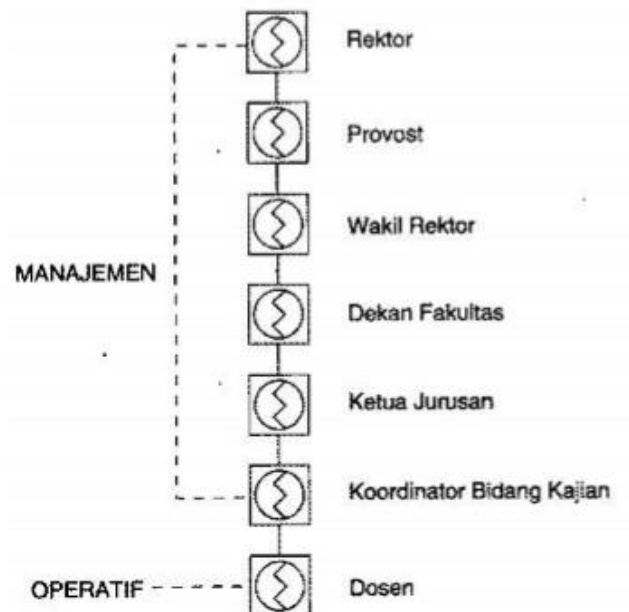 Rektor
Provost
Wakil Rektor
MANAJEMEN
Dekan Fakultas
Ketua Jurusan
Koordinator Bidang Kajian
OPERATIF
Dosen